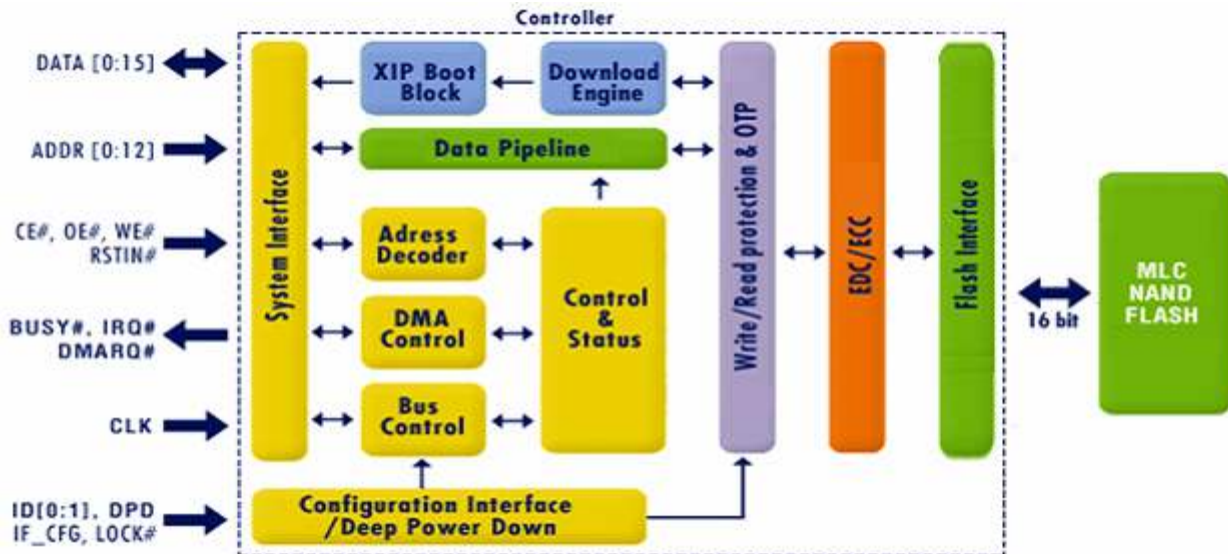 Controller
DATA [0:15]
XIP Boot
Block
Download
Engine
ADDR [0:12]
Data Pipeline
CE#, OE#, WE#
RSTIN#
System Interface
Adress
Decoder
Control
&
Status
Write/Read protection & OTP
EDC/ECC
Flash Interface
16 bit
MLC
NAND
FLASH
BUSY#, IRQ#
DMARQ#
DMA
Control
CLK
Bus
Control
ID[0:1], DPD
IF_CFG, LOCK#
Configuration Interface
/Deep Power Down